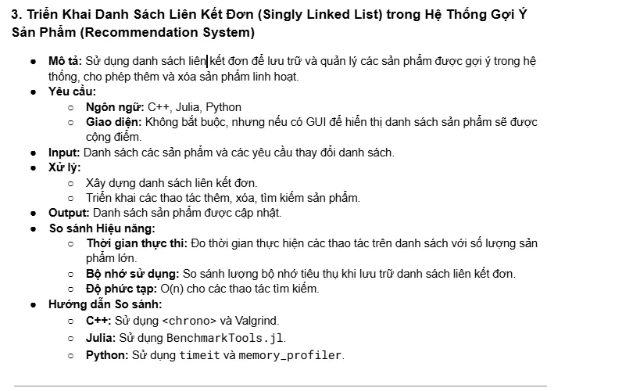 3. Triển Khai Danh Sách Liên Kết Đơn (Singly Linked List) trong Hệ Thống Gợi Ý
Sản Phẩm (Recommendation System)
● Mô tả: Sử dụng danh sách liên kết đơn để lưu trữ và quản lý các sản phẩm được gợi ý trong hệ
thống, cho phép thêm và xóa sản phẩm linh hoạt.
● Yêu cầu:
○ Ngôn ngữ: C++, Julia, Python
○ Giao diện: Không bắt buộc, nhưng nếu có GUI để hiển thị danh sách sản phẩm sẽ được
cộng điểm.
● Input: Danh sách các sản phẩm và các yêu cầu thay đổi danh sách.
● Xử lý:
○ Xây dựng danh sách liên kết đơn.
○ Triển khai các thao tác thêm, xóa, tìm kiếm sản phẩm.
● Output: Danh sách sản phẩm được cập nhật.
● So sánh Hiệu năng:
○ Thời gian thực thi: Đo thời gian thực hiện các thao tác trên danh sách với số lượng sản
phẩm lớn.
○ Bộ nhớ sử dụng: So sánh lượng bộ nhớ tiêu thụ khi lưu trữ danh sách liên kết đơn.
○ Độ phức tạp: O(n) cho các thao tác tìm kiếm.
● Hướng dẫn So sánh:
○ C++: Sử dụng <chrono> và Valgrind.
○ Julia: Sử dụng BenchmarkTools.jl.
○ Python: Sử dụng timeit và memory_profiler.